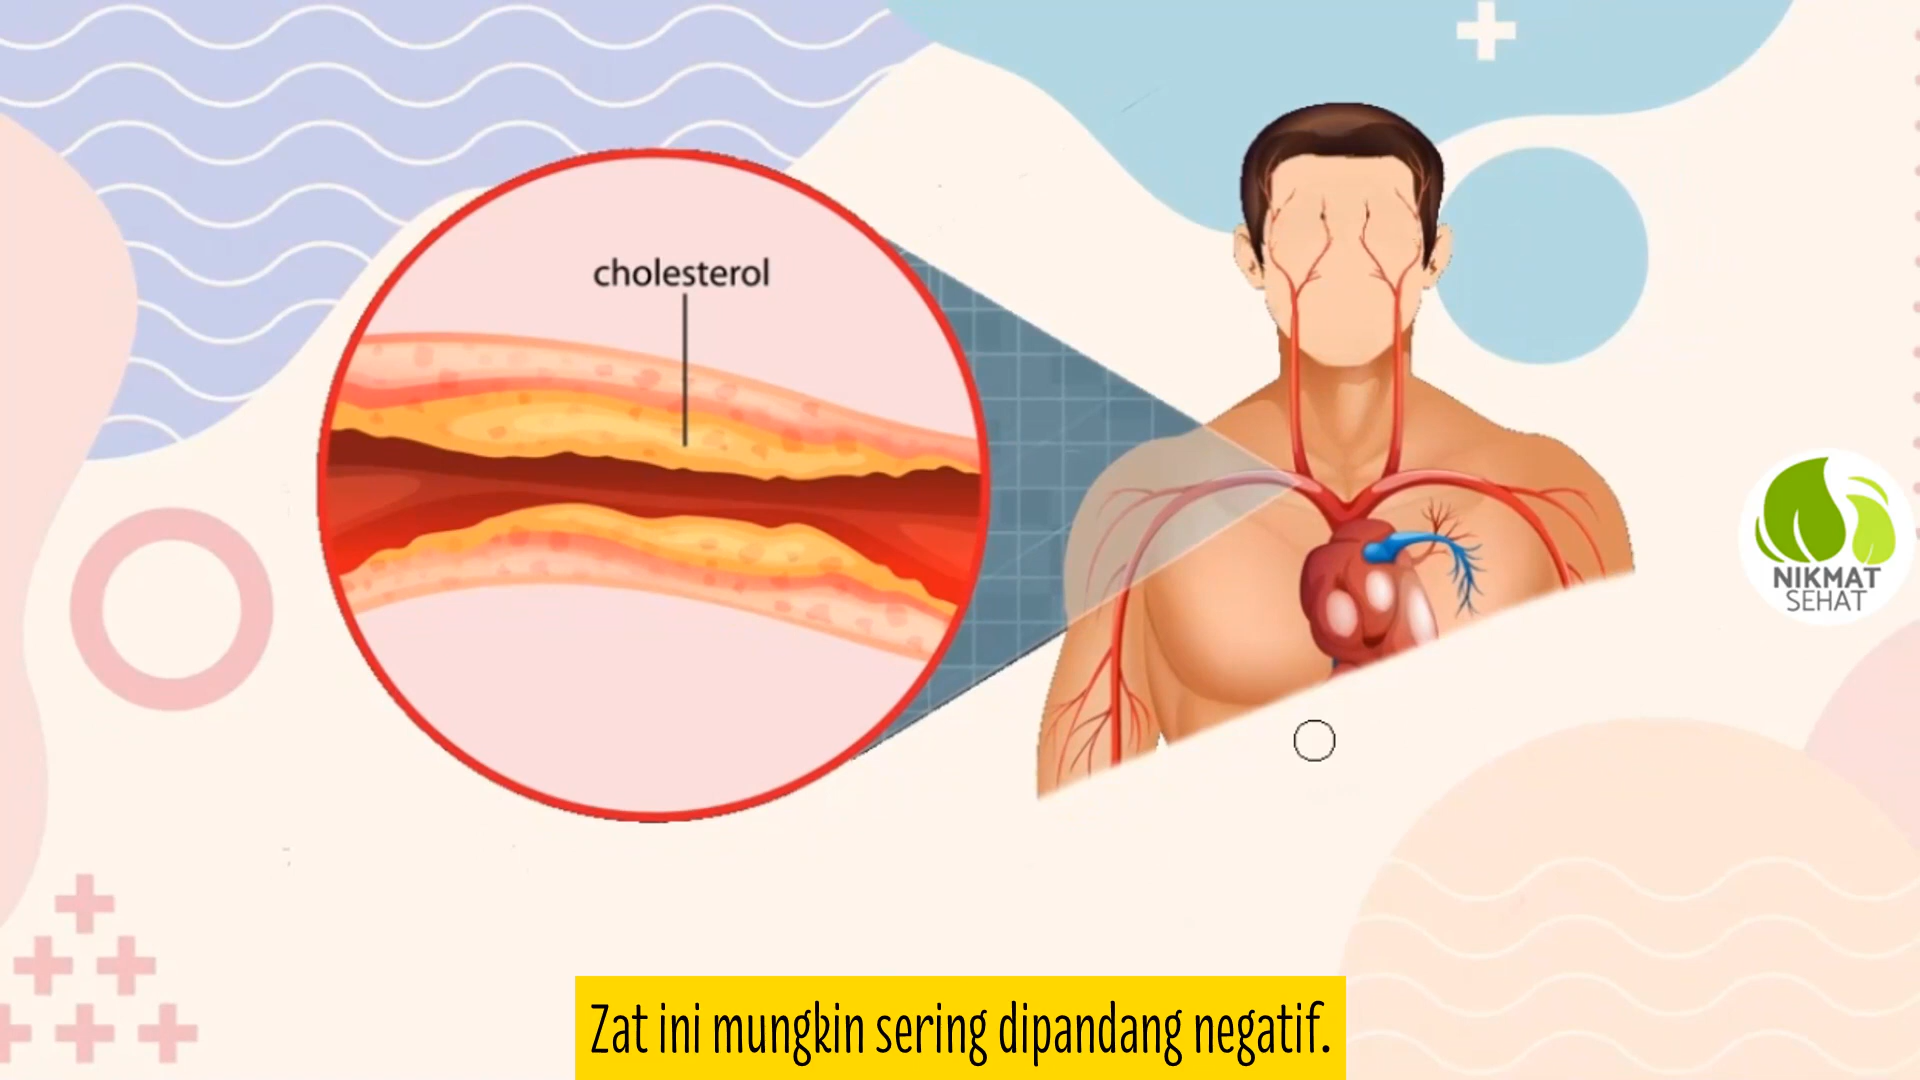 cholesterol
NIKMAT
SEHAT
Zat ini mungkin sering dipandang negatif.